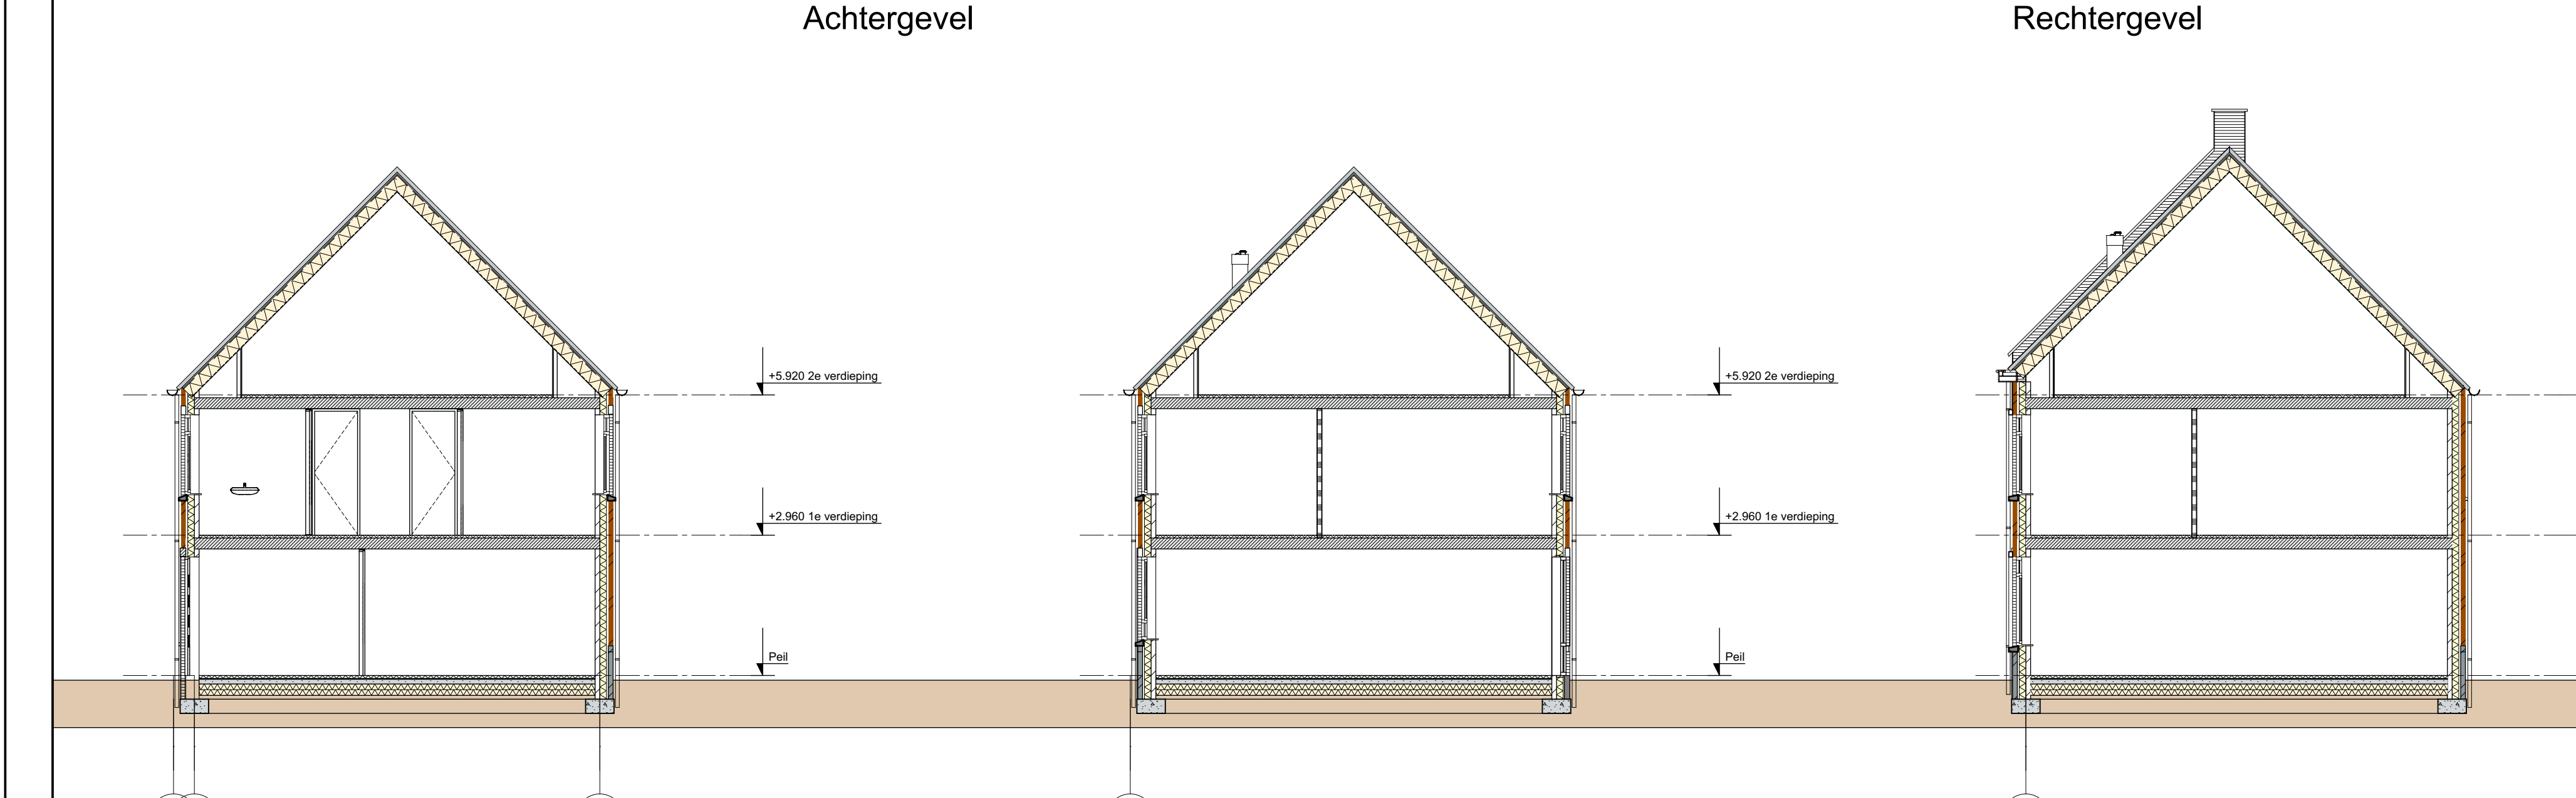 Achtergevel
Rechtergevel
+5.920 2e verdieping
+5.920 2e verdieping
+2.960 1e verdieping
+2.960 1e verdieping
Peil
Peil